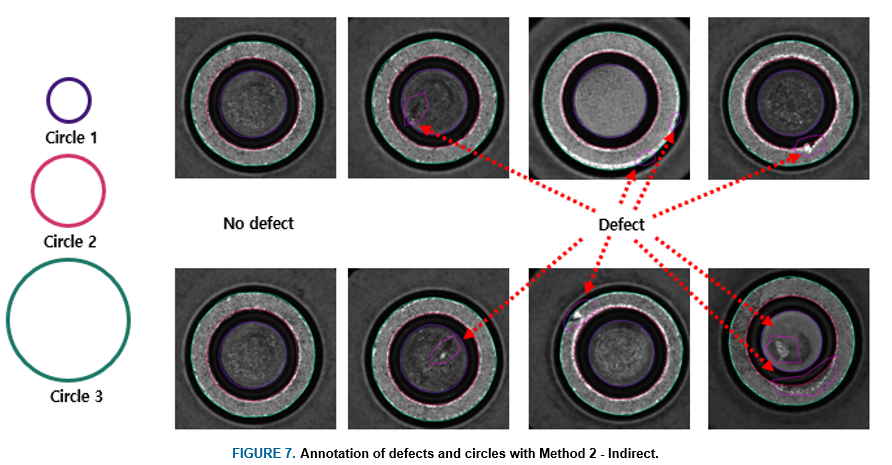 Circle 1
Circle 2
Circle 3
No defect
Defect
FIGURE 7. Annotation of defects and circles with Method 2 - Indirect.